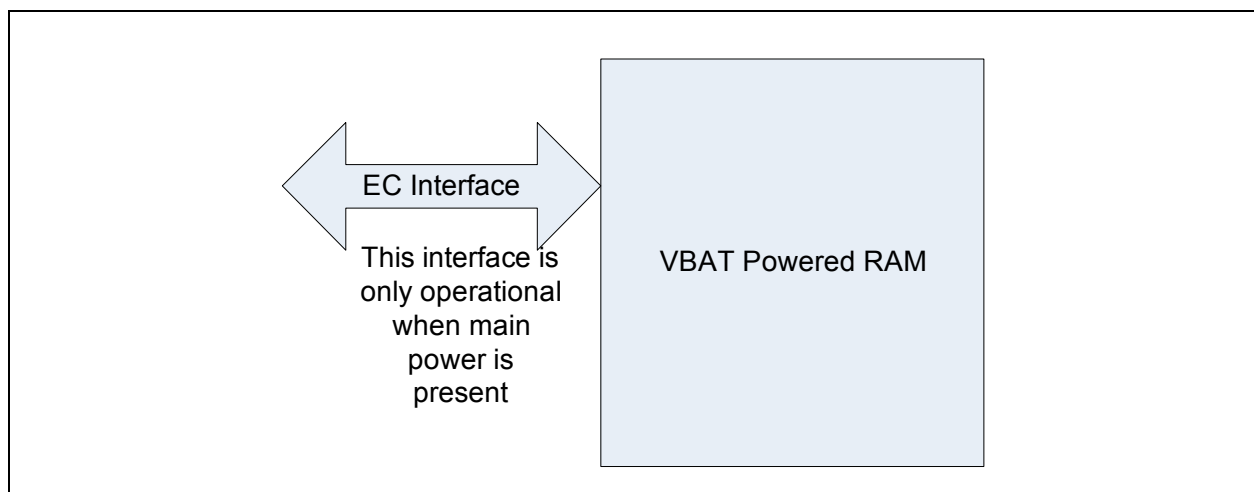 EC Interface
This interface is
only operational
when main
power is
present
VBAT Powered RAM